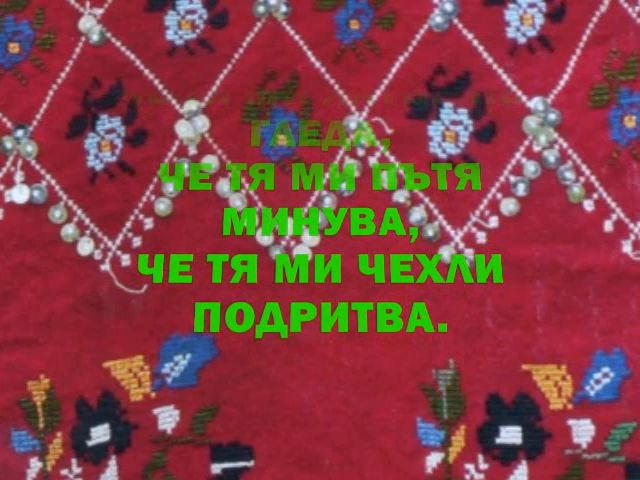 ГЛЕДА,
ЧЕ ТЯ МИ ПЪТЯ
МИНУВА,
ЧЕ ТЯ МИ ЧЕХЛИ
ПОДРИТВА.